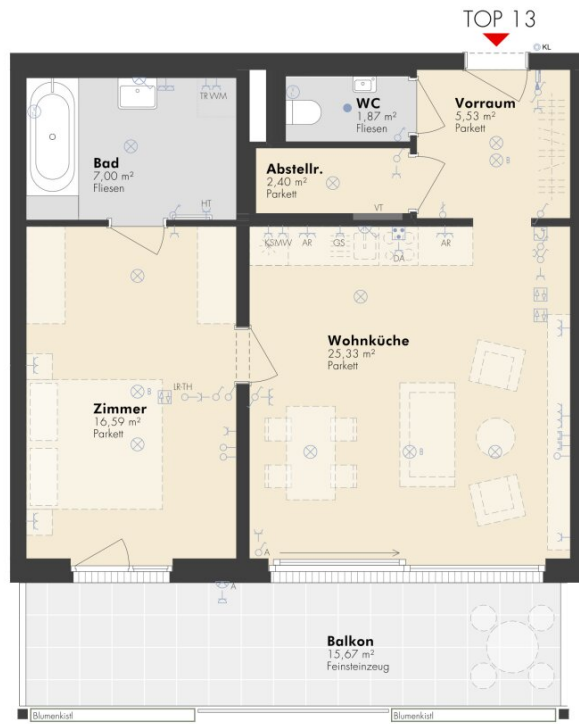 TOP 13
KL
TR WM
WC
1,87 m²
Fliesen
Vorraum
5,53 m²
Parkett
Bad
7,00 m²
Fliesen
Abstellr.
2,40 m²
Parkett
B
HT
VT
KS MW AR GS DA AR
Wohnküche
25,33 m²
Parkett
LR-TH
B
Zimmer
16,59 m²
Parkett
B
A
A
Balkon
15,67 m²
Feinsteinzeug
Blumenkistl
Blumenkistl